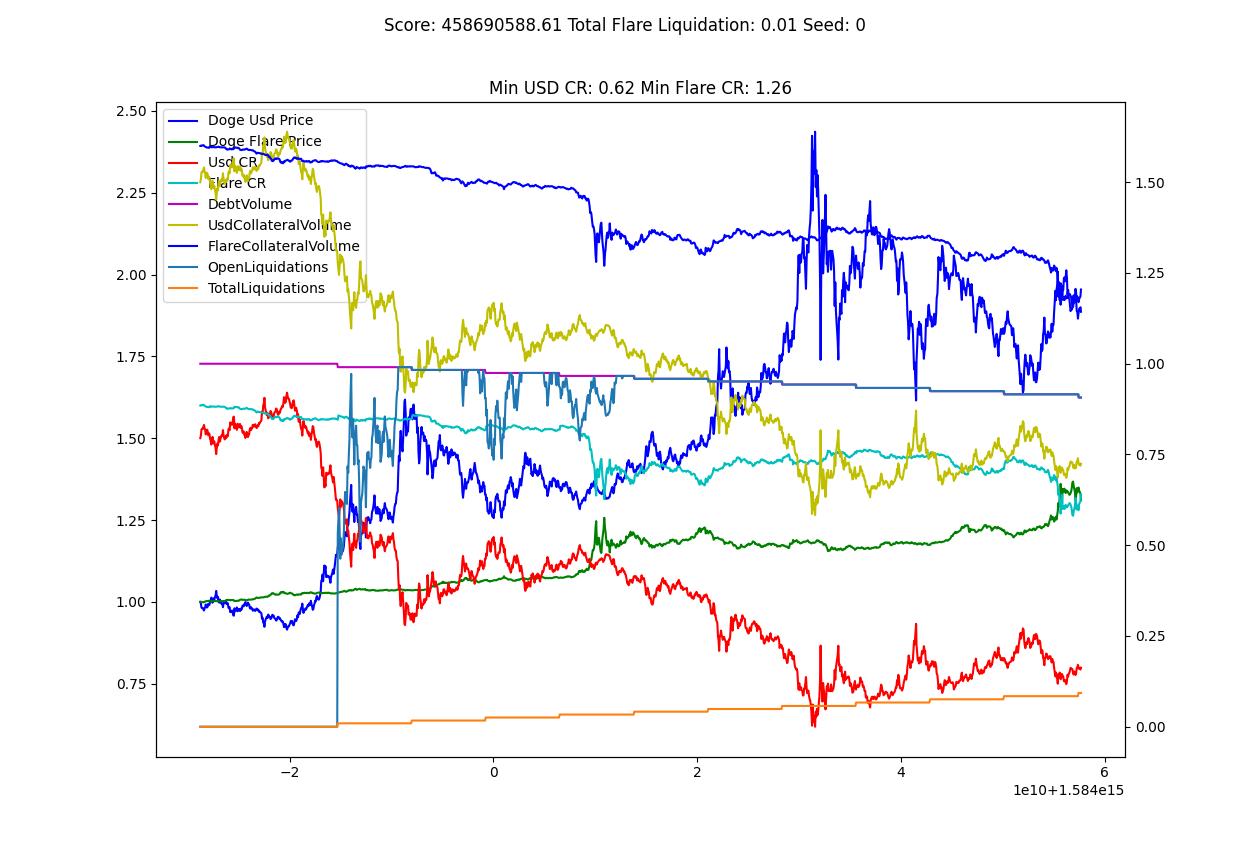 Score: 458690588.61 Total Flare Liquidation: 0.01 Seed: 0
Min USD CR: 0.62 Min Flare CR: 1.26
Doge Usd Price
Doge Flare Price
Usd CR
Flare CR
DebtVolume
UsdCollateralVolume
FlareCollateralVolume
OpenLiquidations
TotalLiquidations
2.50
2.25
2.00
1.75
1.50
1.25
1.00
0.75
1.50
1.25
1.00
0.75
0.50
0.25
0.00
−2
0
2
4
6
1e10+1.584e15